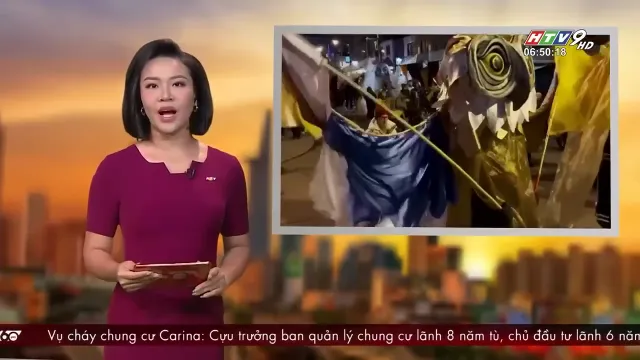 HTV9HD
06:50:18
Vụ cháy chung cư Carina: Cựu trưởng ban quản lý chung cư lãnh 8 năm tù, chủ đầu tư lãnh 6 năm